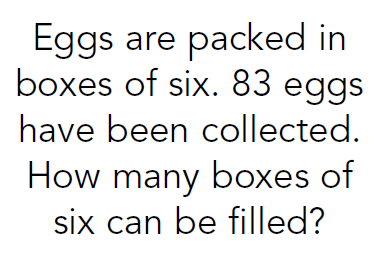 Eggs are packed in
boxes of six. 83 eggs
have been collected.
How many boxes of
six can be filled?